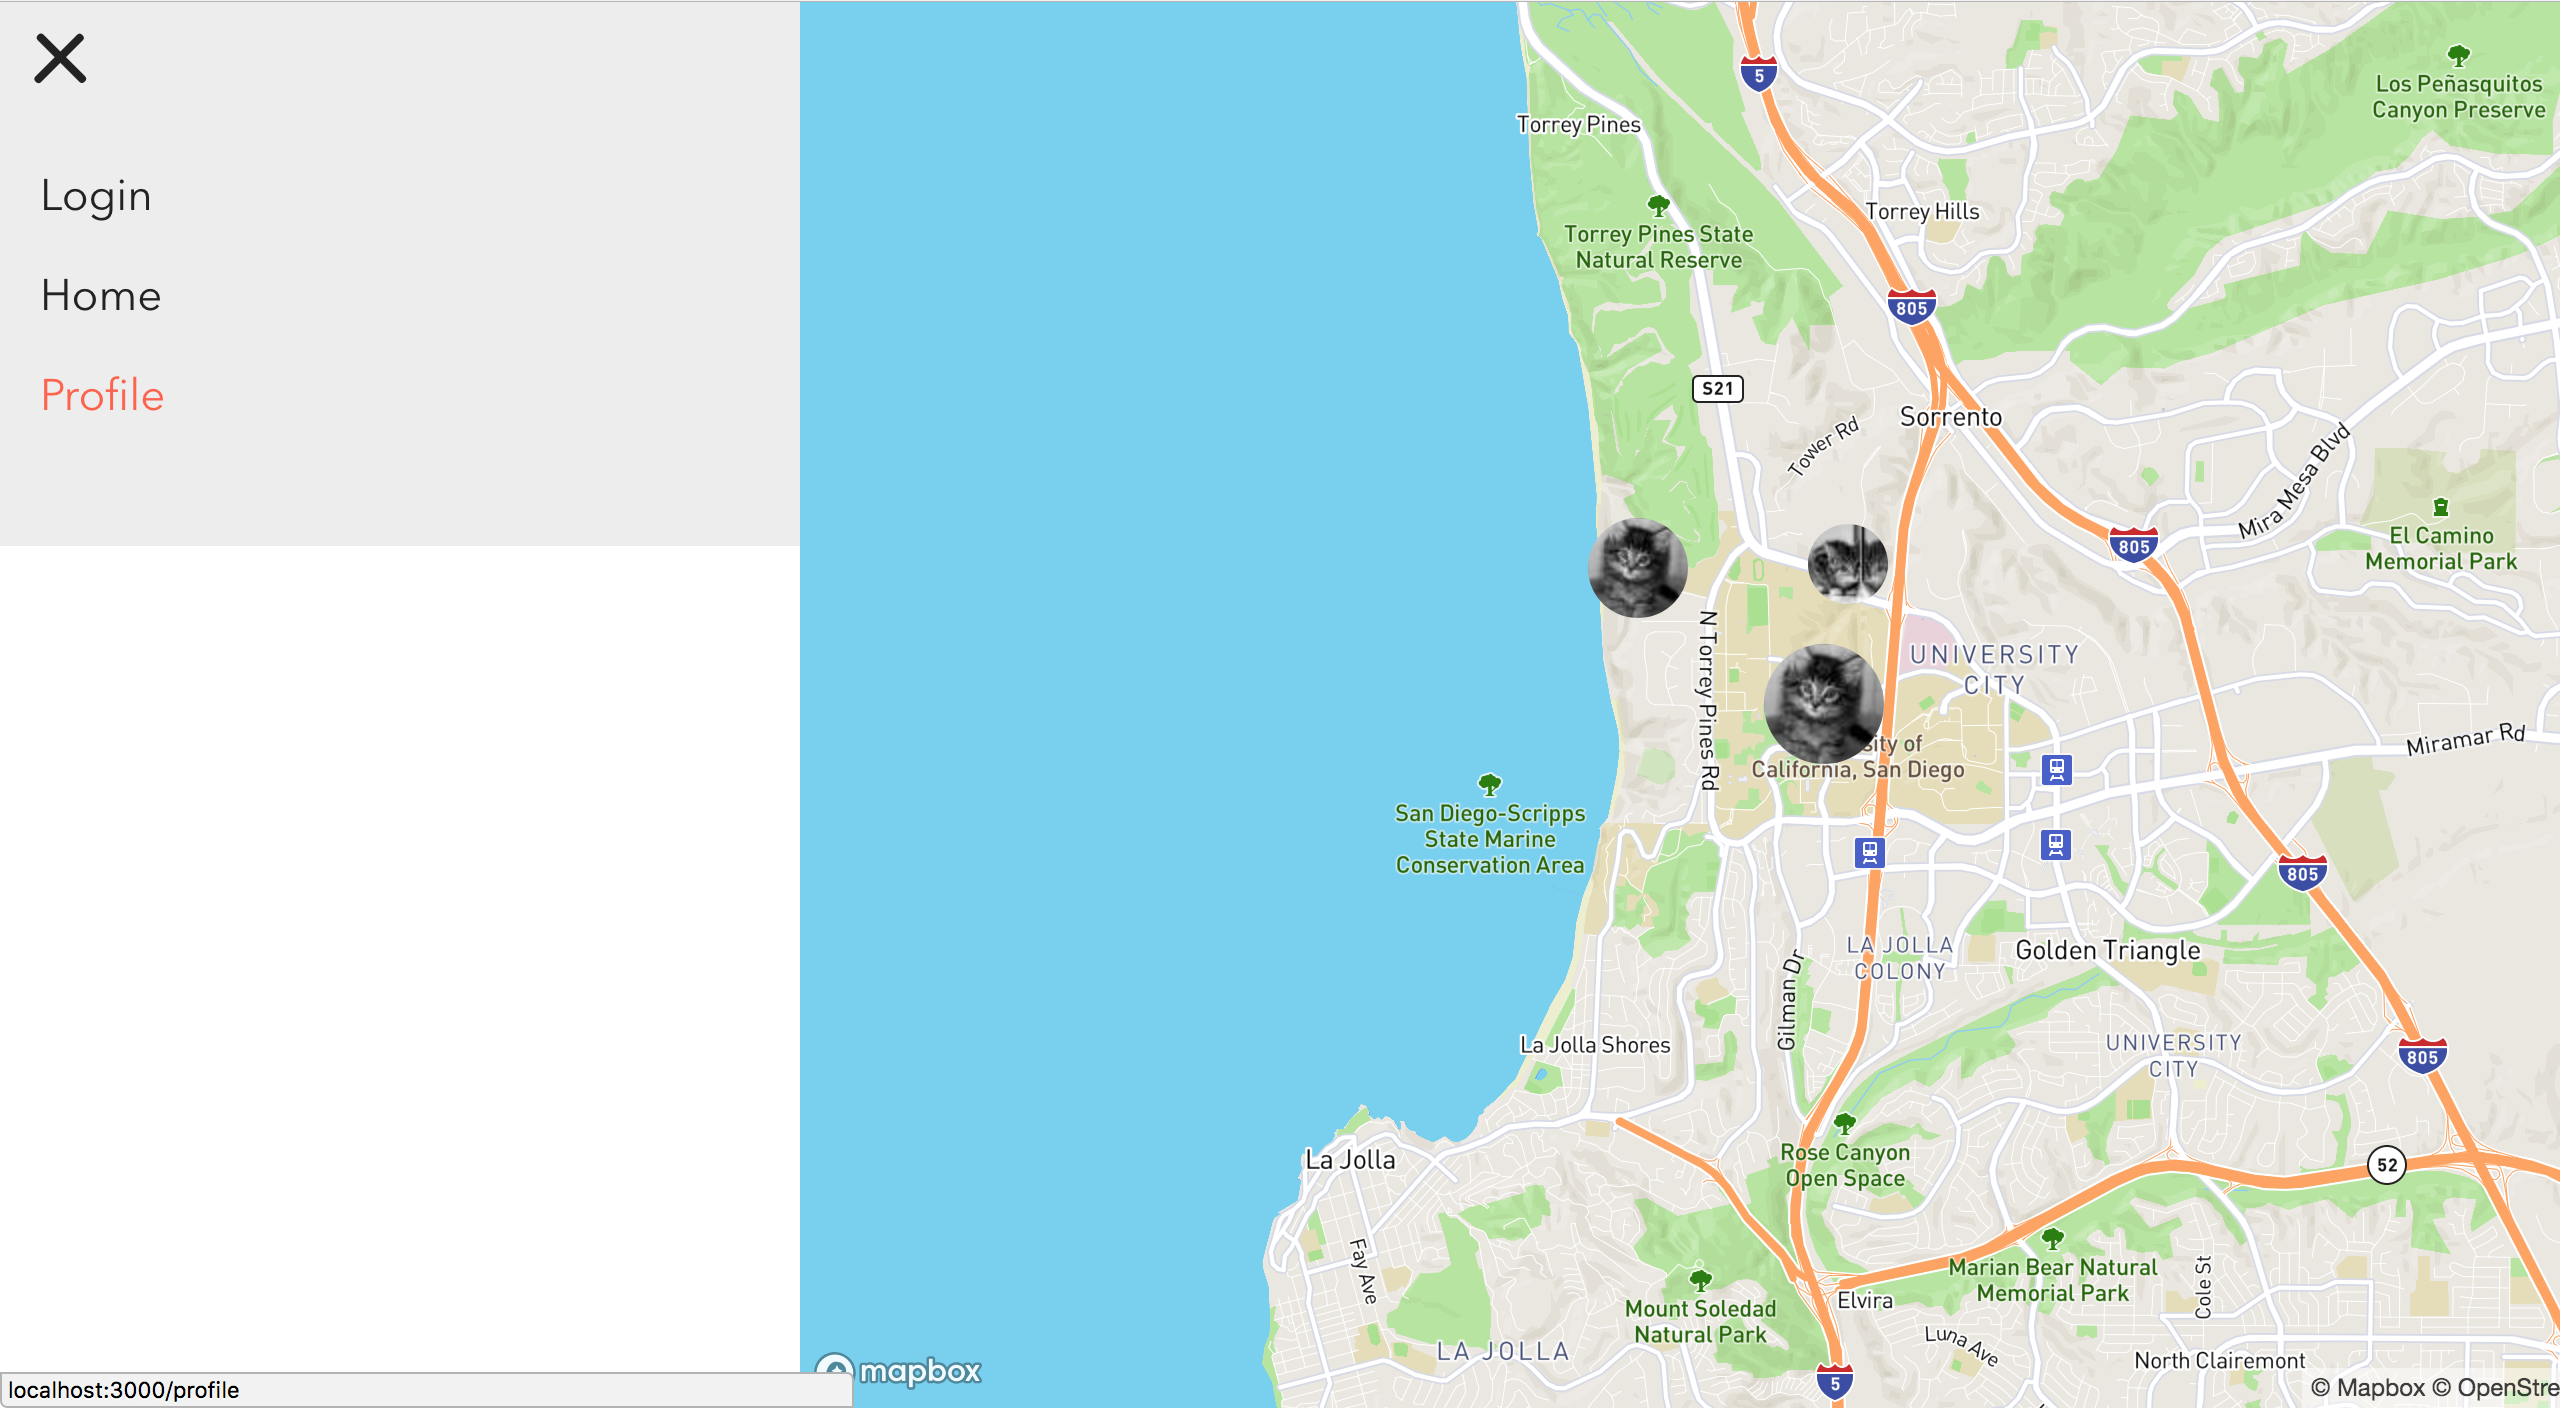 Login
Home
Profile
localhost:3000/profile
5
Los Peñasquitos
Canyon Preserve
Torrey Pines
Torrey Hills
Torrey Pines State
Natural Reserve
805
S21
Sorrento
Tower Rd
Mira Mesa Blvd
805
El Camino
Memorial Park
N Torrey Pines Rd
UNIVERSITY
CITY
sity of
California, San Diego
Miramar Rd
San Diego-Scripps
State Marine
Conservation Area
805
LA JOLLA
COLONY
Golden Triangle
Gilman Dr
La Jolla Shores
UNIVERSITY
CITY
805
La Jolla
Rose Canyon
Open Space
52
Fay Ave
Marian Bear Natural
Memorial Park
Cole St
Elvira
Mount Soledad
Natural Park
Luna Ave
LA JOLLA
North Clairemont
5
mapbox
© Mapbox © OpenStre